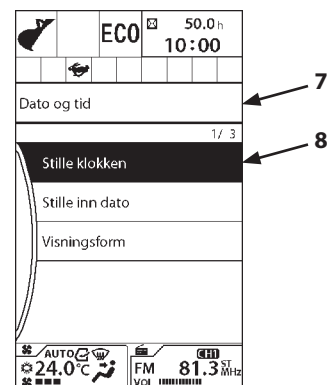 ECO
50.0 h
10:00
Dato og tid
7
1/ 3
8
Stille klokken
Stille inn dato
Visningsform
AUTO
24.0°C
FM
CH1
81.3 ST MHz
VOL